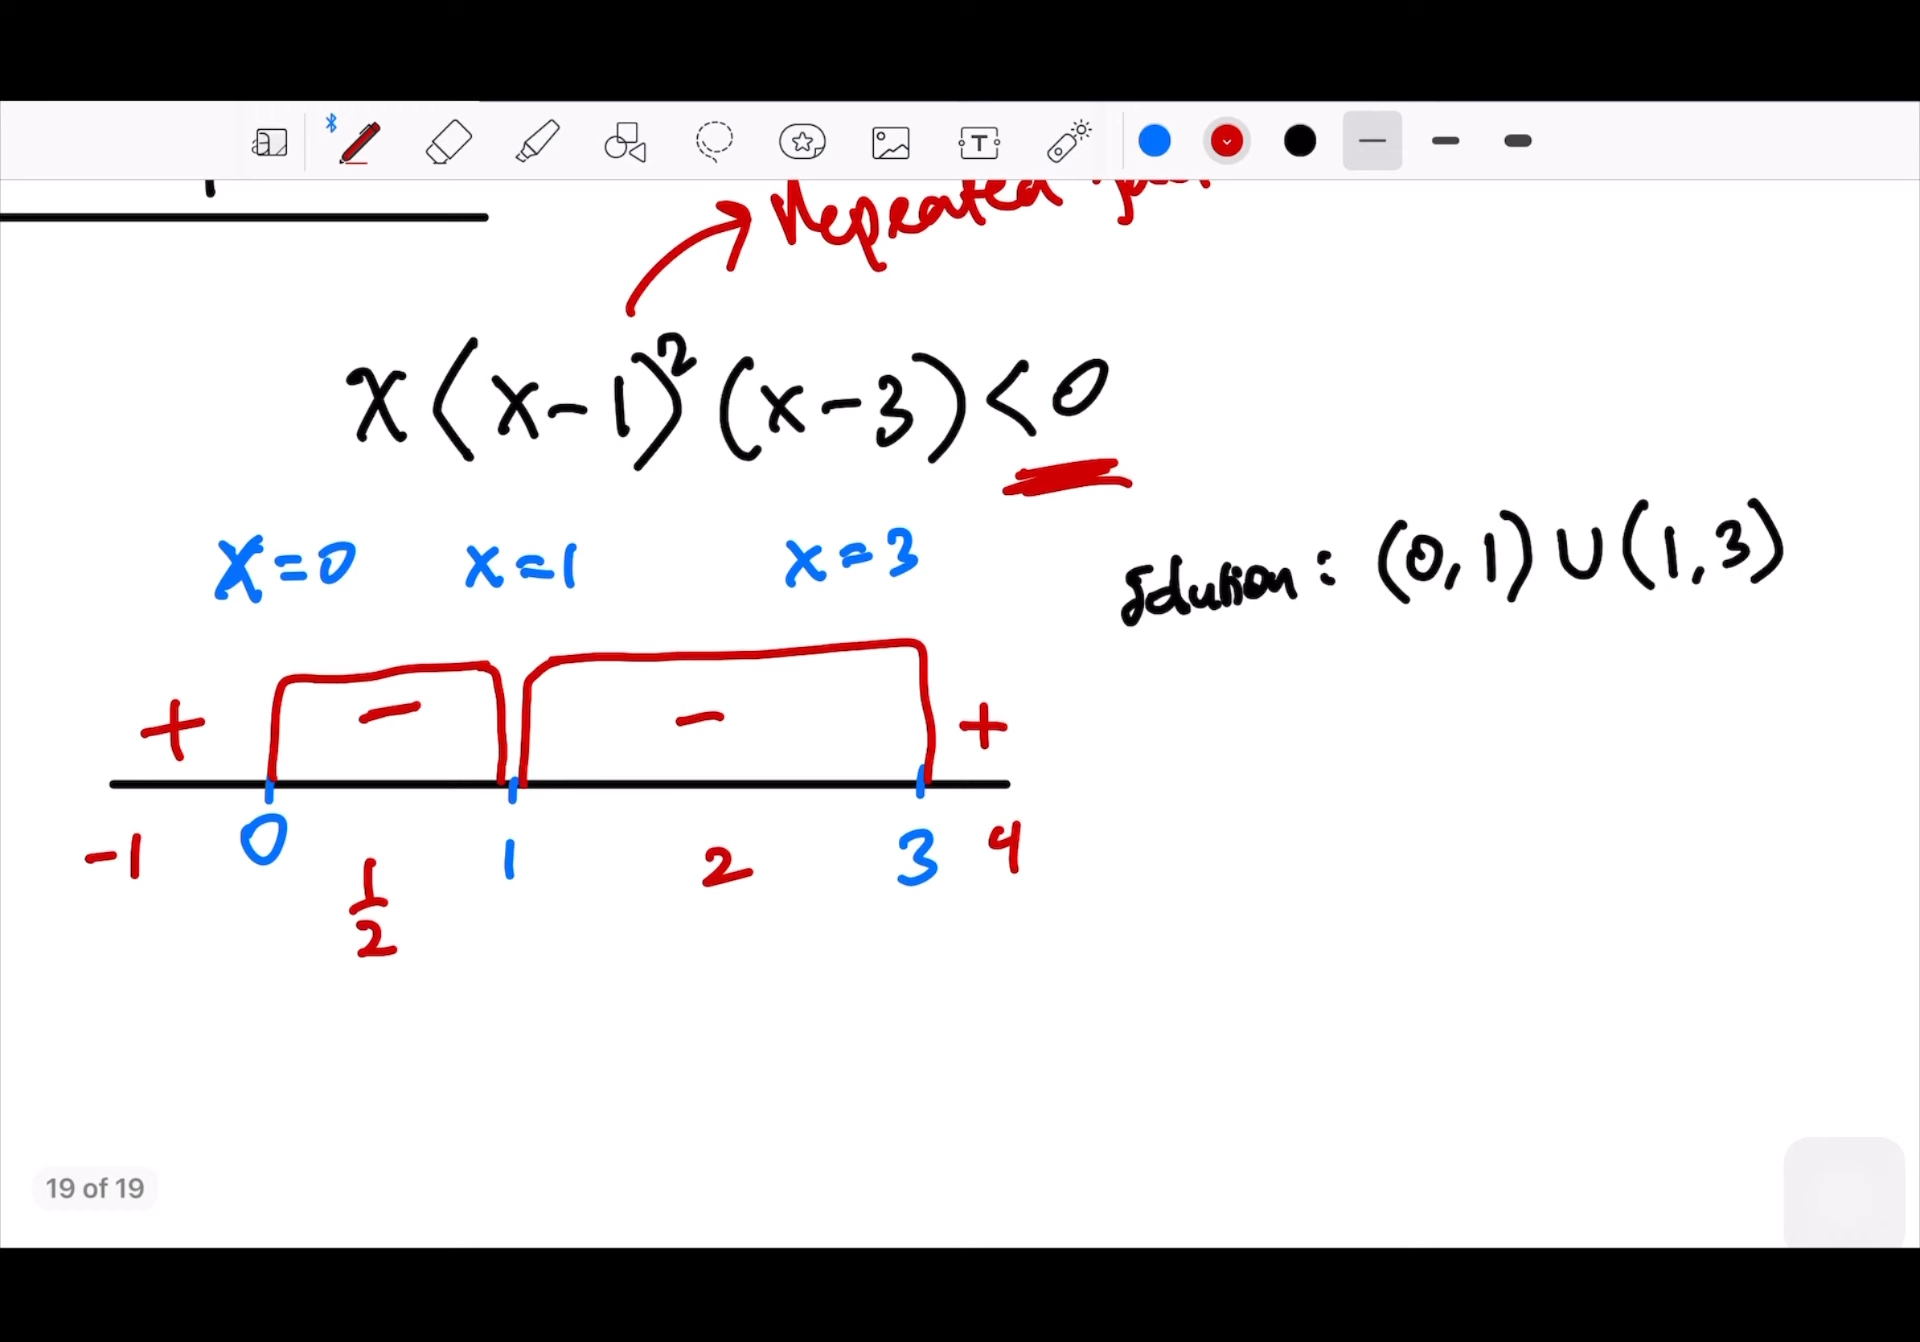 Repeated
x(x-1)²(x-3)<0
x=0 x=1 x=3
Solution: (0,1)∪(1,3)
+ - - +
-1 0 1/2 1 2 3 4
19 of 19